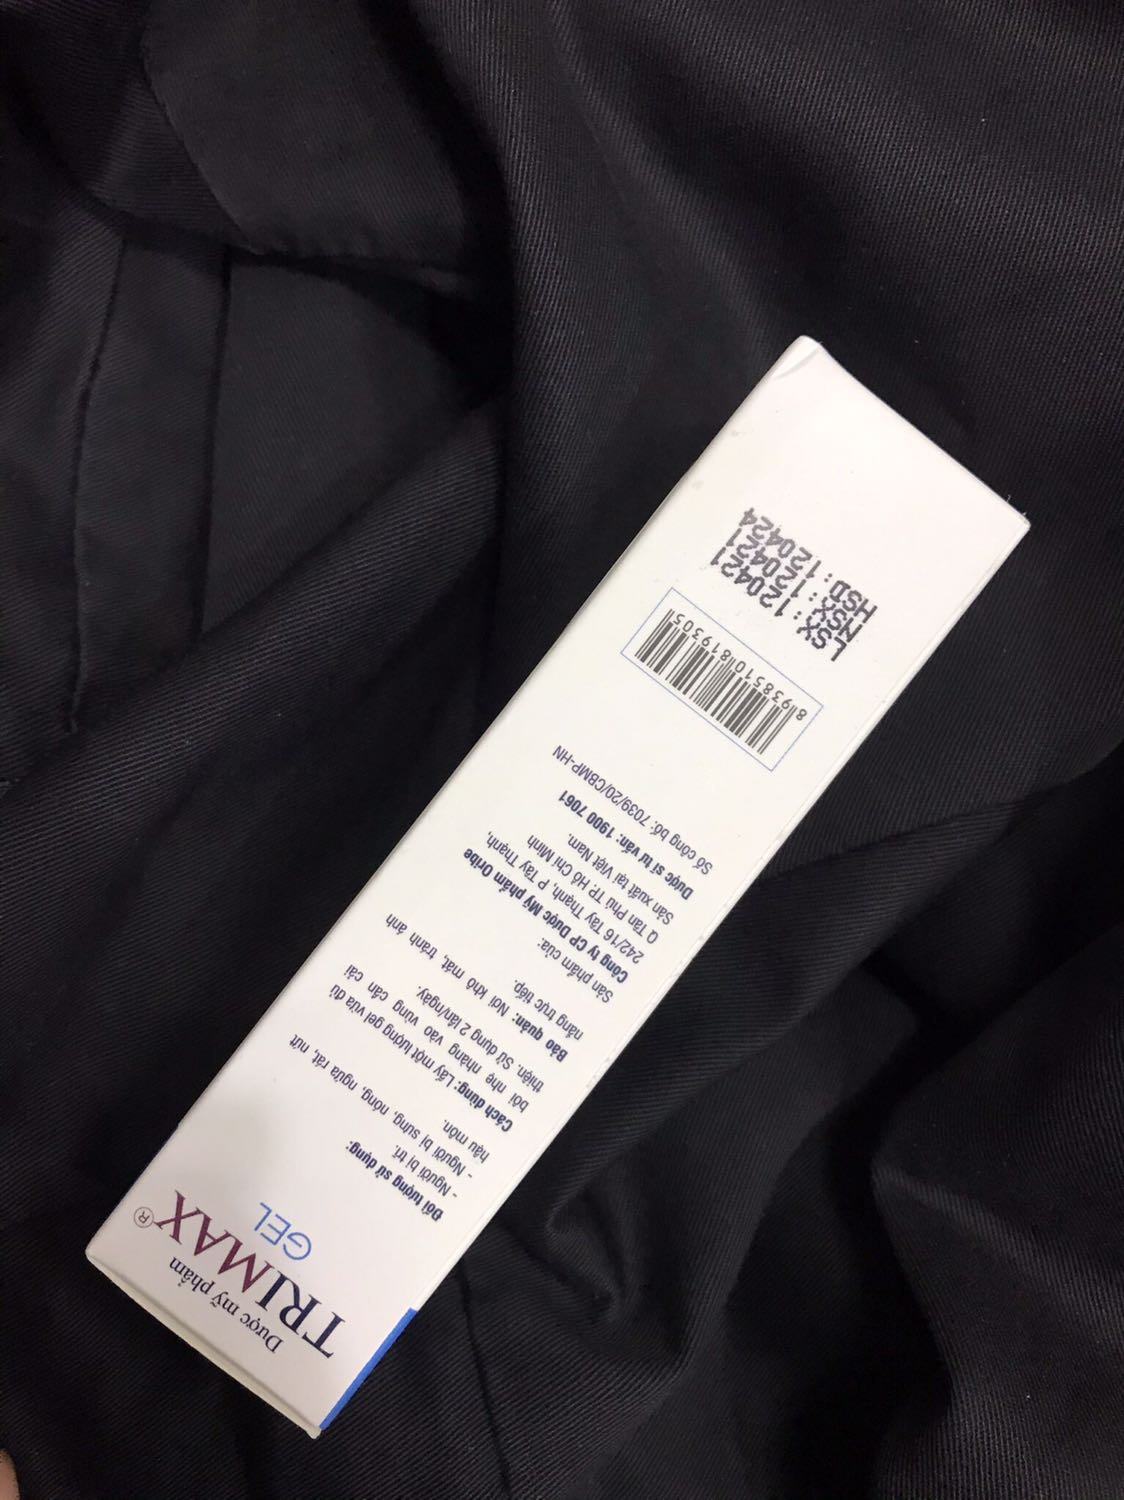 Dược mỹ phẩm
TRIMAX®
GEL
Đối tượng sử dụng:
- Người bị trĩ.
- Người bị sưng, nóng, ngứa rát, nứt
hậu môn.
Cách dùng: Lấy một lượng gel vừa đủ
bôi nhẹ nhàng vào vùng cần cải
thiện. Sử dụng 2 lần/ngày.
Bảo quản: Nơi khô mát, tránh ánh
nắng trực tiếp.
Sản phẩm của:
Công ty CP Dược Mỹ phẩm Oribe
242/16 Tây Thạnh, P Tây Thạnh,
Q Tân Phú TP. Hồ Chí Minh
Sản xuất tại Việt Nam.
Dược sĩ tư vấn: 1900 7061
Số công bố: 7039/20/CBMP-HN
8 938510 819305
LSX: 120421
NSX: 120421
HSD: 120424